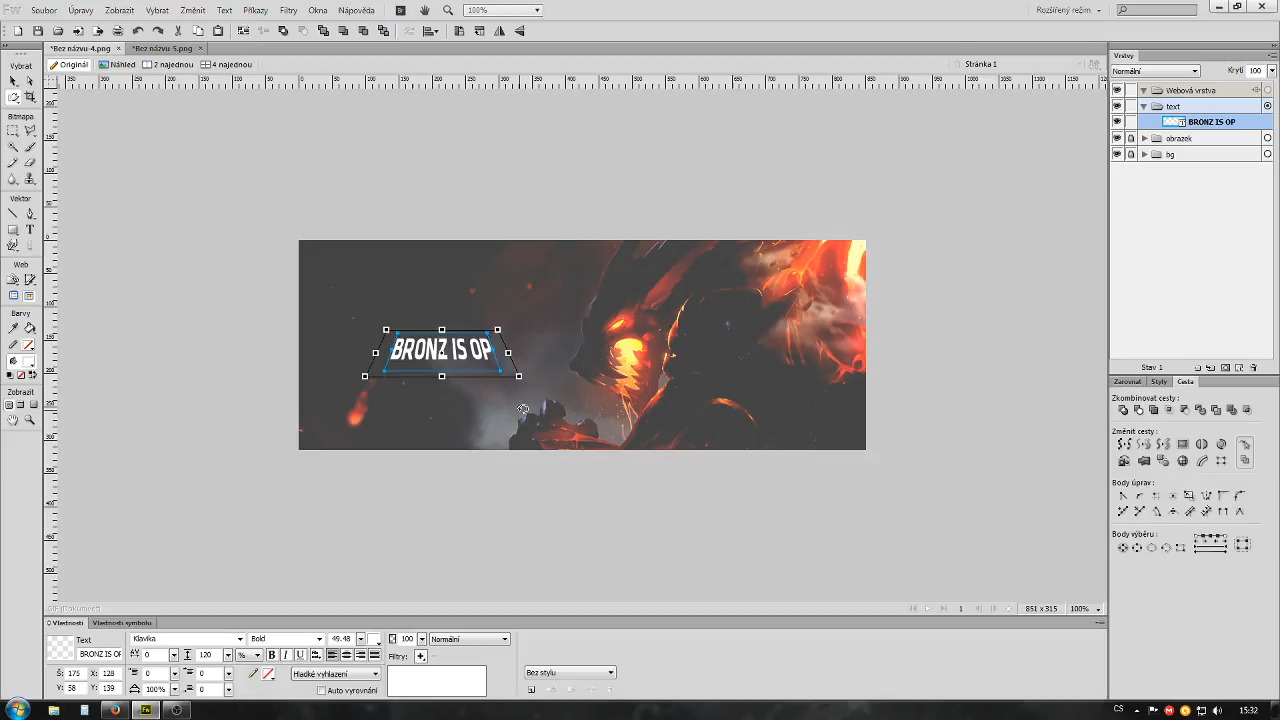 Fw Soubor Úpravy Zobrazit Vybrat Změnit Text Příkazy Filtry Okna Nápověda Br 100% Rozšířený režim
*Bez názvu-4.png × *Bez názvu-5.png ×
Originál Náhled 2 najednou 4 najednou Stránka 1
Vybrat
Bitmapa
Vektor
Web
Barvy
Zobrazit
BRONZ IS OP
Vrstvy
Normální Krytí 100
Webová vrstva
text
BRONZ IS OP
obrazek
bg
Stav 1
Zarovnat Styly Cesta
Zkombinovat cesty :
Změnit cesty :
Body úprav :
Body výběru :
GIF (Dokument) 1 851 x 315 100%
Vlastnosti Vlastnosti symbolu
Text Klavika Bold 49.48 100 Normální
BRONZ IS OP 0 120 % B I U Filtry:
Š: 175 X: 128 0 0 Hladké vyhlazení Bez stylu
V: 58 Y: 139 100% 0 Auto vyrovnání
CS 15:32